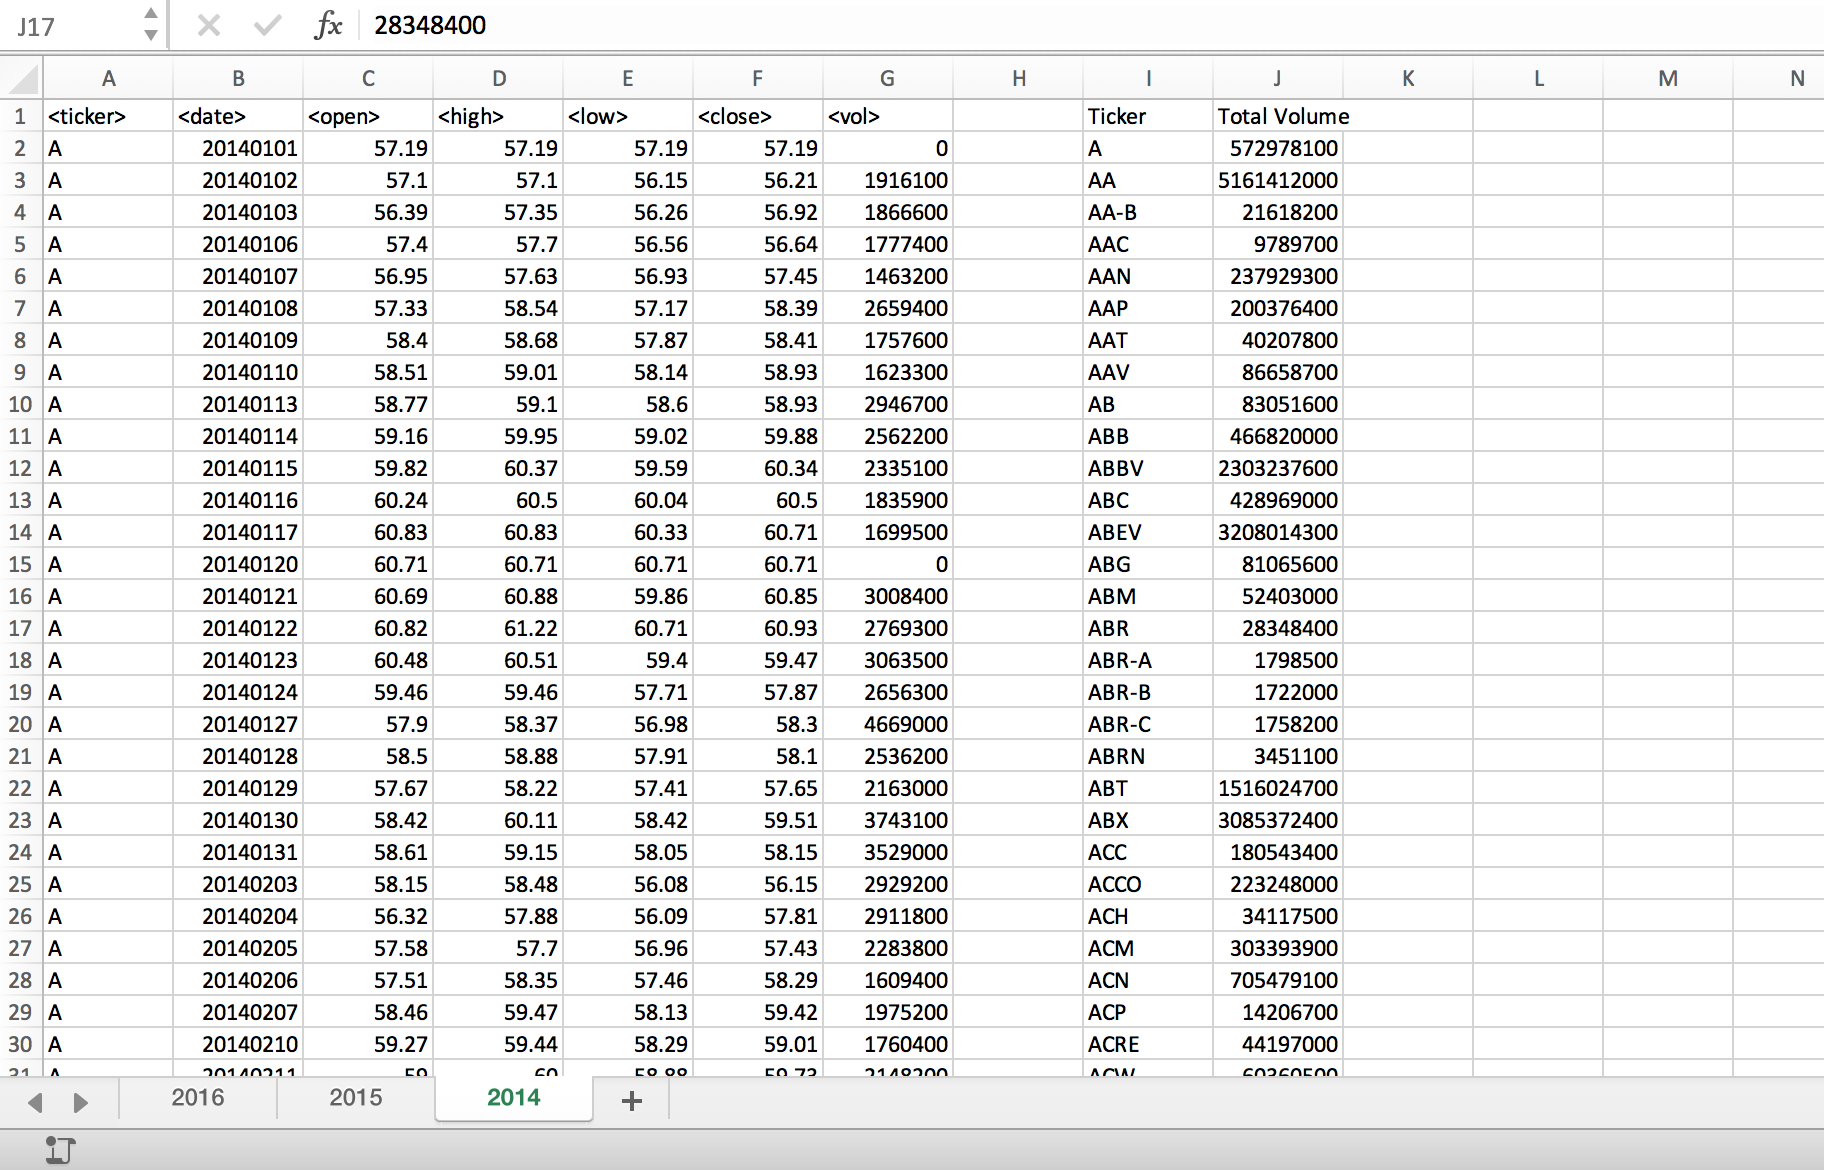 J17 fx 28348400
A B C D E F G H I J K L M N
1 <ticker> <date> <open> <high> <low> <close> <vol> Ticker Total Volume
2 A 20140101 57.19 57.19 57.19 57.19 0 A 572978100
3 A 20140102 57.1 57.1 56.15 56.21 1916100 AA 5161412000
4 A 20140103 56.39 57.35 56.26 56.92 1866600 AA-B 21618200
5 A 20140106 57.4 57.7 56.56 56.64 1777400 AAC 9789700
6 A 20140107 56.95 57.63 56.93 57.45 1463200 AAN 237929300
7 A 20140108 57.33 58.54 57.17 58.39 2659400 AAP 200376400
8 A 20140109 58.4 58.68 57.87 58.41 1757600 AAT 40207800
9 A 20140110 58.51 59.01 58.14 58.93 1623300 AAV 86658700
10 A 20140113 58.77 59.1 58.6 58.93 2946700 AB 83051600
11 A 20140114 59.16 59.95 59.02 59.88 2562200 ABB 466820000
12 A 20140115 59.82 60.37 59.59 60.34 2335100 ABBV 2303237600
13 A 20140116 60.24 60.5 60.04 60.5 1835900 ABC 428969000
14 A 20140117 60.83 60.83 60.33 60.71 1699500 ABEV 3208014300
15 A 20140120 60.71 60.71 60.71 60.71 0 ABG 81065600
16 A 20140121 60.69 60.88 59.86 60.85 3008400 ABM 52403000
17 A 20140122 60.82 61.22 60.71 60.93 2769300 ABR 28348400
18 A 20140123 60.48 60.51 59.4 59.47 3063500 ABR-A 1798500
19 A 20140124 59.46 59.46 57.71 57.87 2656300 ABR-B 1722000
20 A 20140127 57.9 58.37 56.98 58.3 4669000 ABR-C 1758200
21 A 20140128 58.5 58.88 57.91 58.1 2536200 ABRN 3451100
22 A 20140129 57.67 58.22 57.41 57.65 2163000 ABT 1516024700
23 A 20140130 58.42 60.11 58.42 59.51 3743100 ABX 3085372400
24 A 20140131 58.61 59.15 58.05 58.15 3529000 ACC 180543400
25 A 20140203 58.15 58.48 56.08 56.15 2929200 ACCO 223248000
26 A 20140204 56.32 57.88 56.09 57.81 2911800 ACH 34117500
27 A 20140205 57.58 57.7 56.96 57.43 2283800 ACM 303393900
28 A 20140206 57.51 58.35 57.46 58.29 1609400 ACN 705479100
29 A 20140207 58.46 59.47 58.13 59.42 1975200 ACP 14206700
30 A 20140210 59.27 59.44 58.29 59.01 1760400 ACRE 44197000
31 A 20140211 59 60 58.88 59.73 2148200 ACW 60360500
2016 2015 2014 +